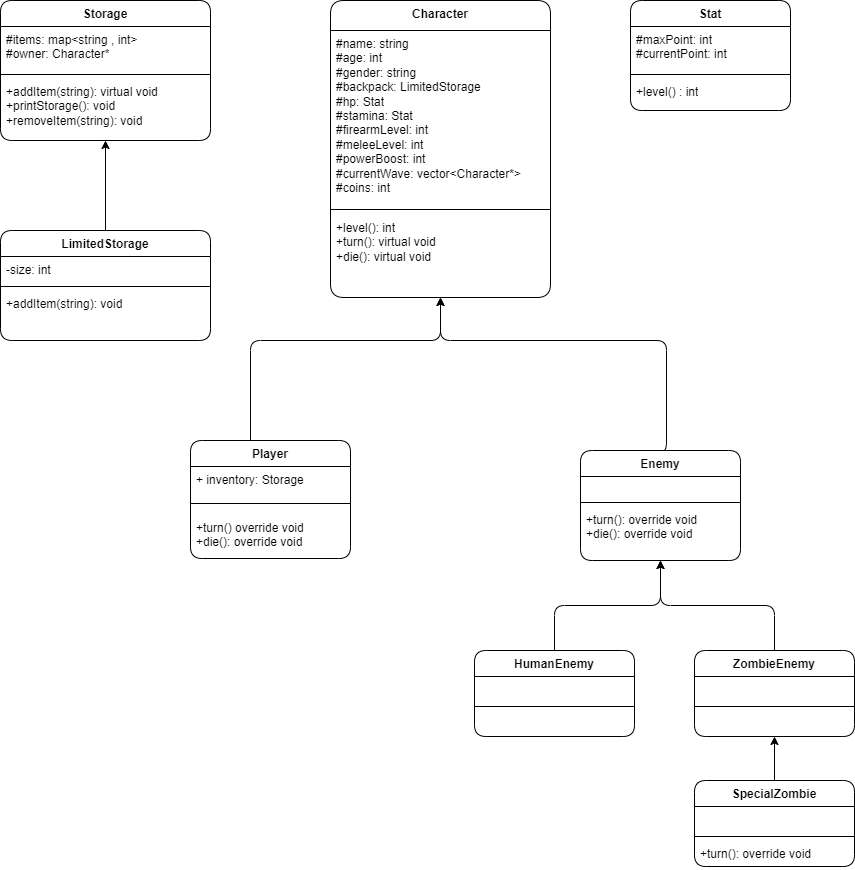 Storage
#items: map<string , int>
#owner: Character*
+addItem(string): virtual void
+printStorage(): void
+removeItem(string): void
Character
#name: string
#age: int
#gender: string
#backpack: LimitedStorage
#hp: Stat
#stamina: Stat
#firearmLevel: int
#meleeLevel: int
#powerBoost: int
#currentWave: vector<Character*>
#coins: int
+level(): int
+turn(): virtual void
+die(): virtual void
Stat
#maxPoint: int
#currentPoint: int
+level() : int
LimitedStorage
-size: int
+addItem(string): void
Player
+ inventory: Storage
+turn() override void
+die(): override void
Enemy
+turn(): override void
+die(): override void
HumanEnemy
ZombieEnemy
SpecialZombie
+turn(): override void